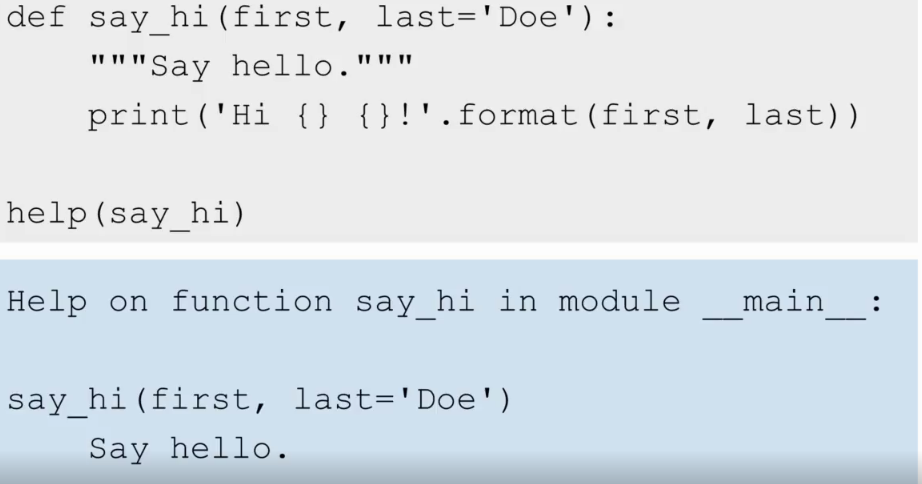 def say_hi(first, last='Doe'):
    """Say hello."""
    print('Hi {} {}!'.format(first, last))
help(say_hi)
Help on function say_hi in module __main__:
say_hi(first, last='Doe')
    Say hello.